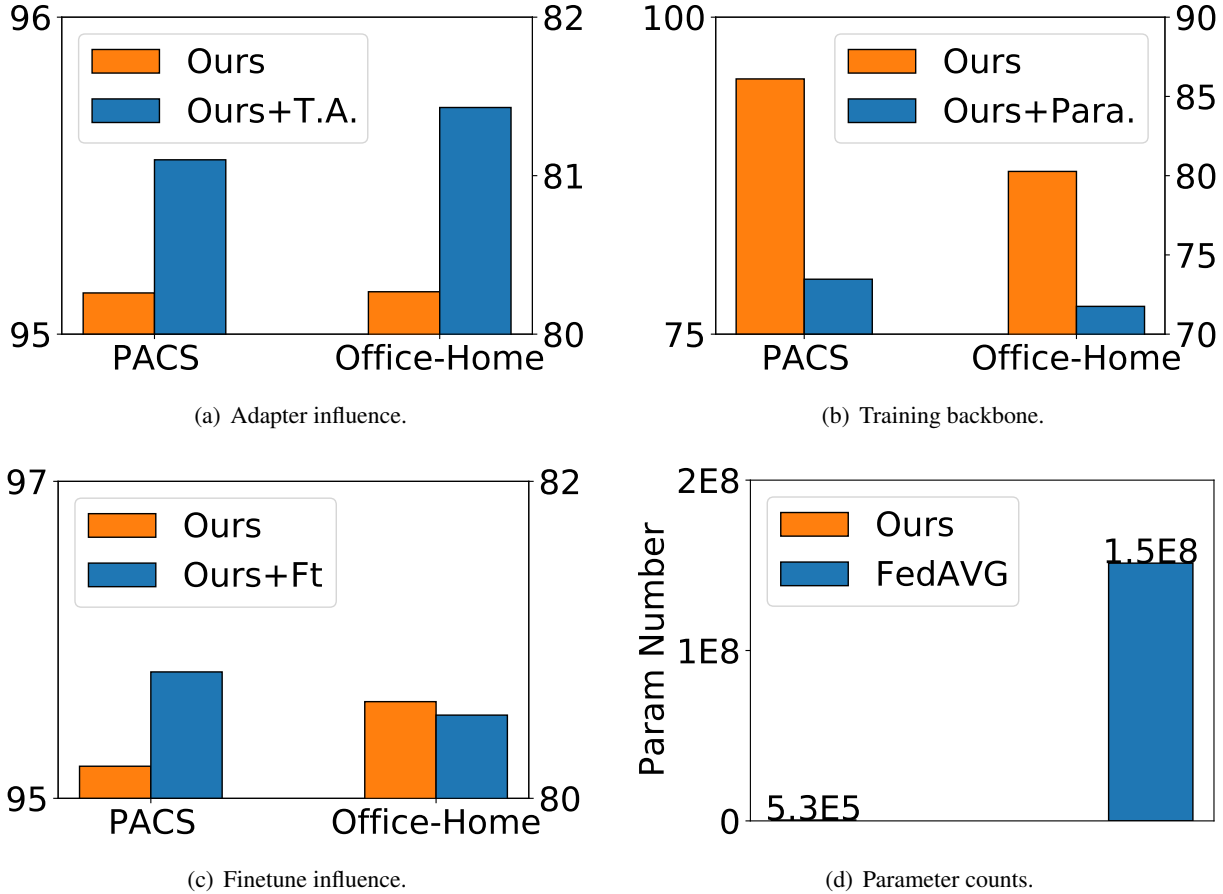 96
82
Ours
Ours+T.A.
81
95
80
PACS
Office-Home
(a) Adapter influence.
100
90
Ours
85
Ours+Para.
80
75
75
70
PACS
Office-Home
(b) Training backbone.
97
82
Ours
Ours+Ft
95
80
PACS
Office-Home
(c) Finetune influence.
2E8
Ours
FedAVG
1.5E8
Param Number
1E8
5.3E5
0
(d) Parameter counts.